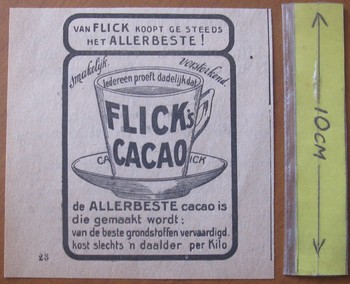 VAN FLICK KOOPT GE STEEDS
HET ALLERBESTE!
smakelijk. versterkend.
Iedereen proeft dadelijk dat
FLICK's
CACAO
CA ICK
de ALLERBESTE cacao is
die gemaakt wordt:
van de beste grondstoffen vervaardigd.
kost slechts 'n daalder per Kilo
23
10CM